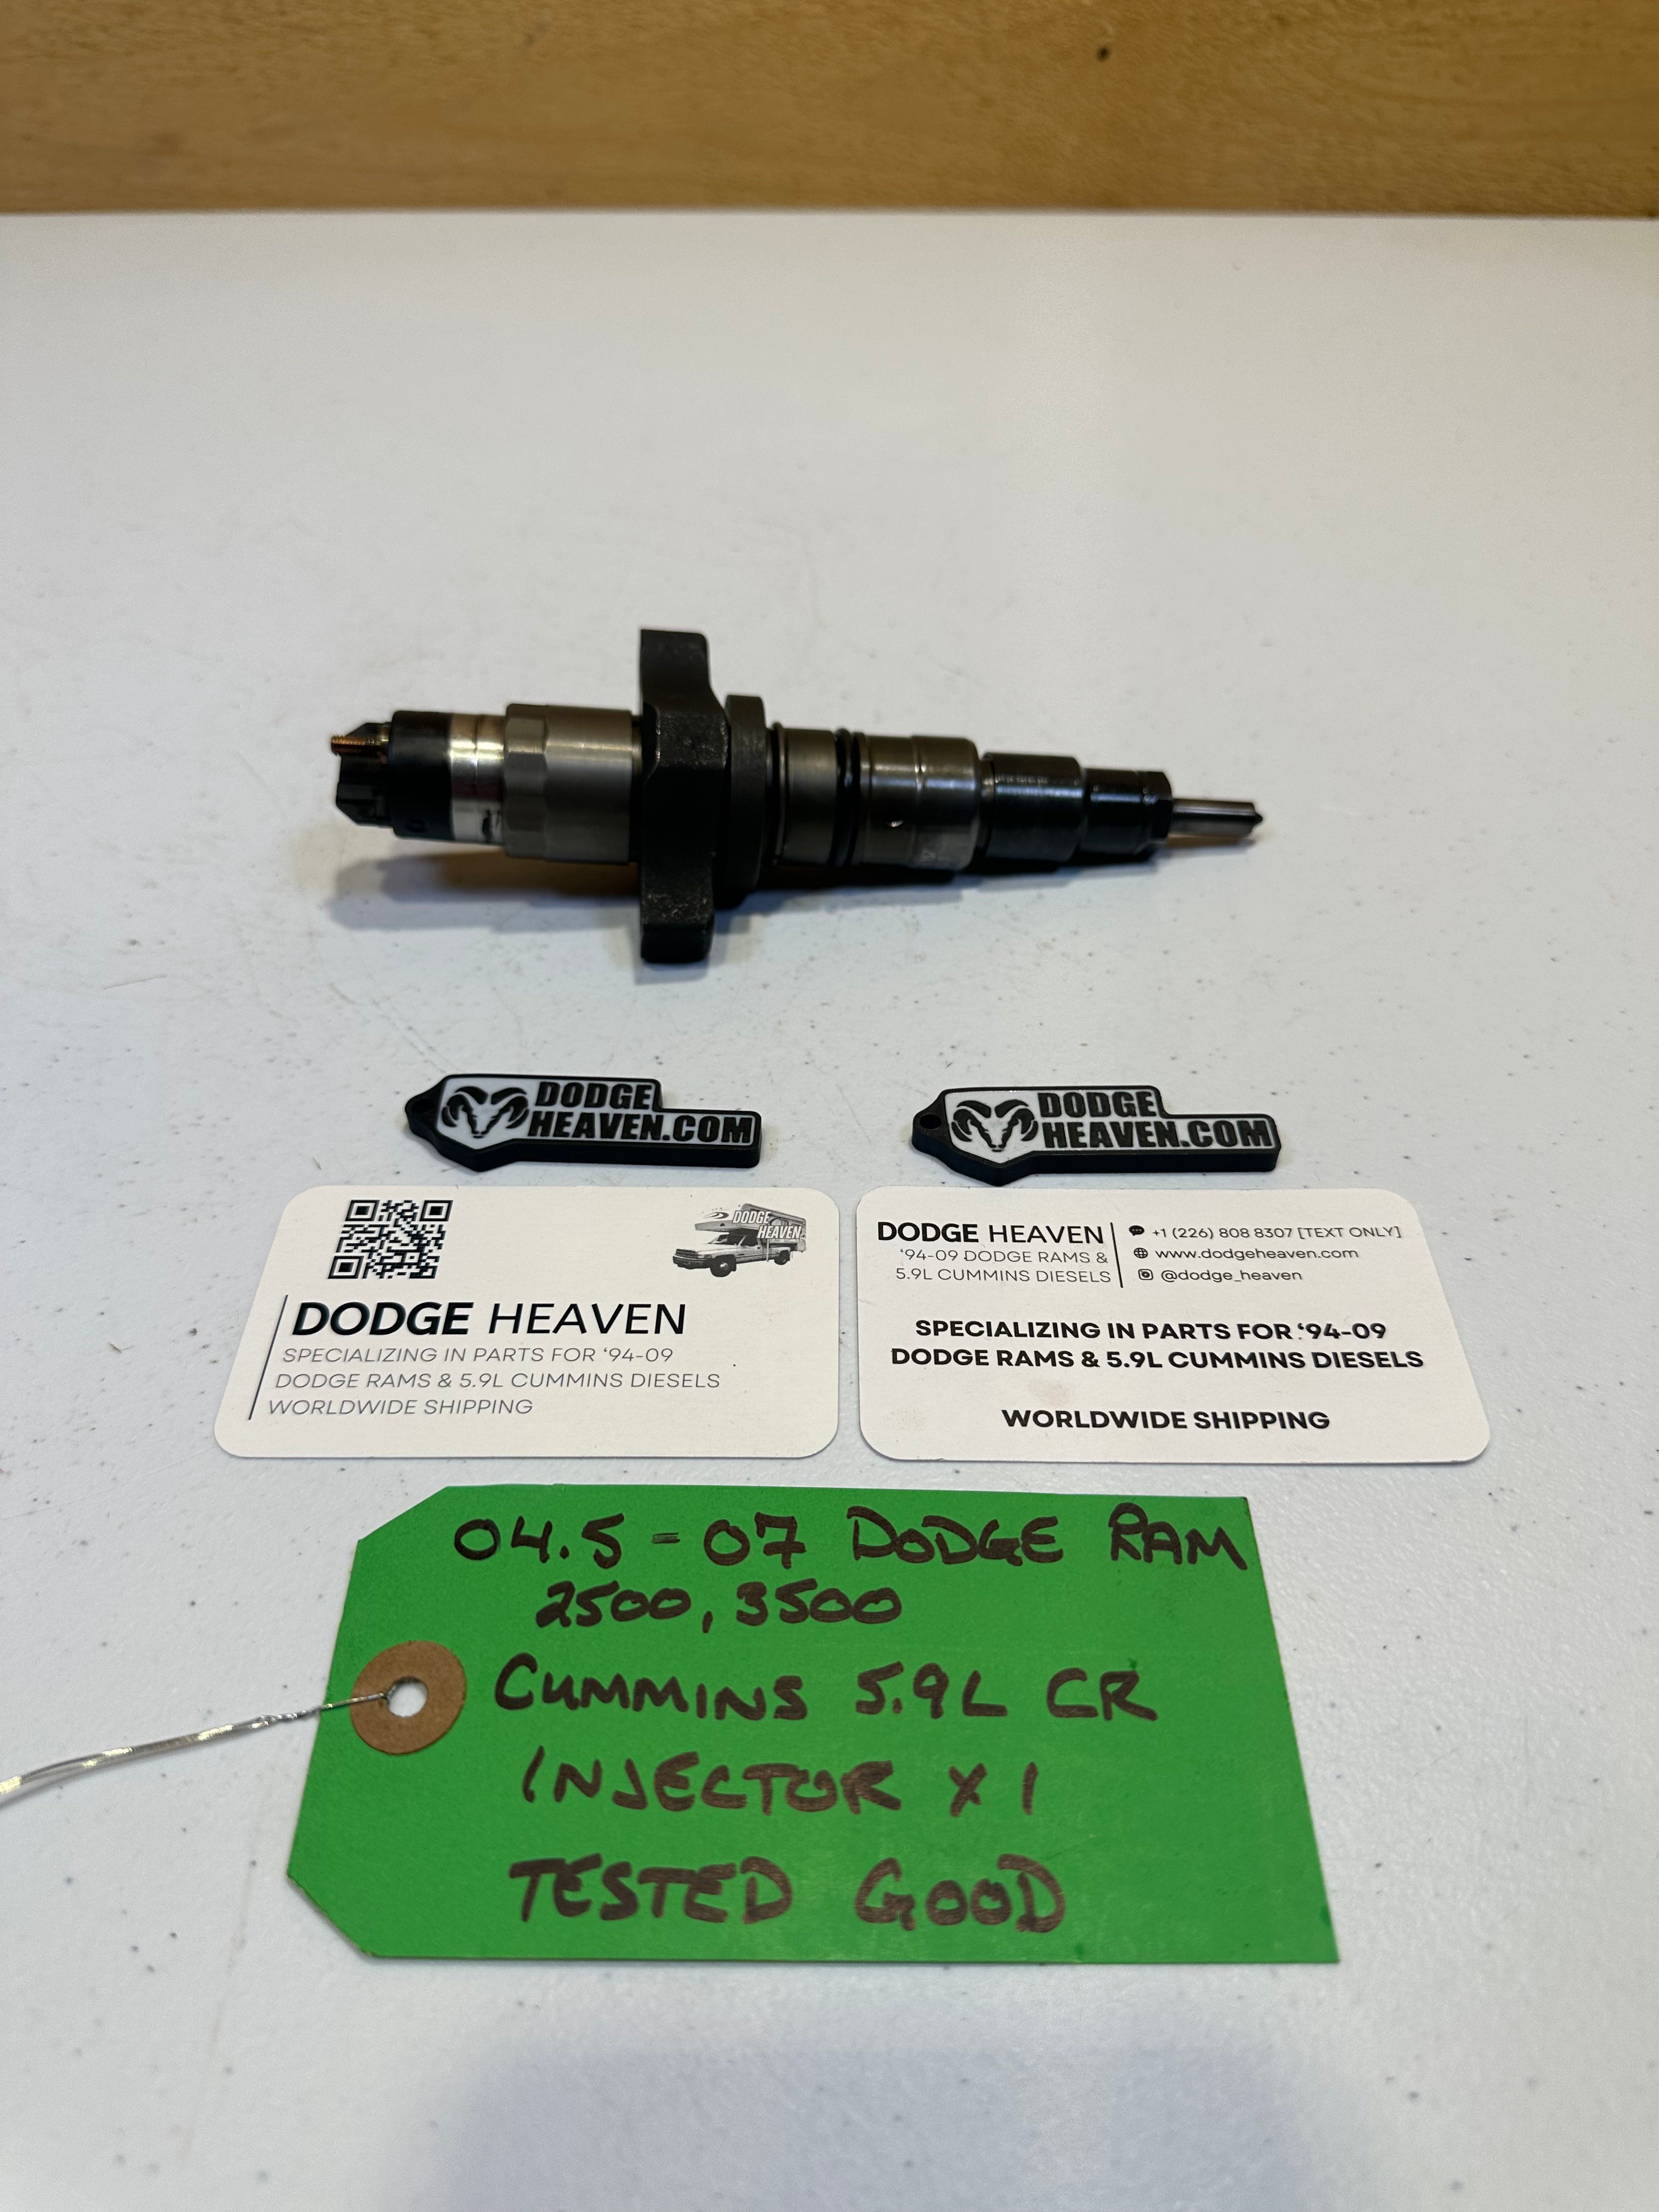 DODGE
HEAVEN.COM
DODGE
HEAVEN.COM
DODGE
HEAVEN
DODGE HEAVEN
SPECIALIZING IN PARTS FOR ‘94-09
DODGE RAMS & 5.9L CUMMINS DIESELS
WORLDWIDE SHIPPING
DODGE HEAVEN
‘94-09 DODGE RAMS &
5.9L CUMMINS DIESELS
+1 (226) 808 8307 [TEXT ONLY]
www.dodgeheaven.com
@dodge_heaven
SPECIALIZING IN PARTS FOR ‘94-09
DODGE RAMS & 5.9L CUMMINS DIESELS
WORLDWIDE SHIPPING
04.5-07 DODGE RAM
2500, 3500
CUMMINS 5.9L CR
INJECTOR X 1
TESTED GOOD